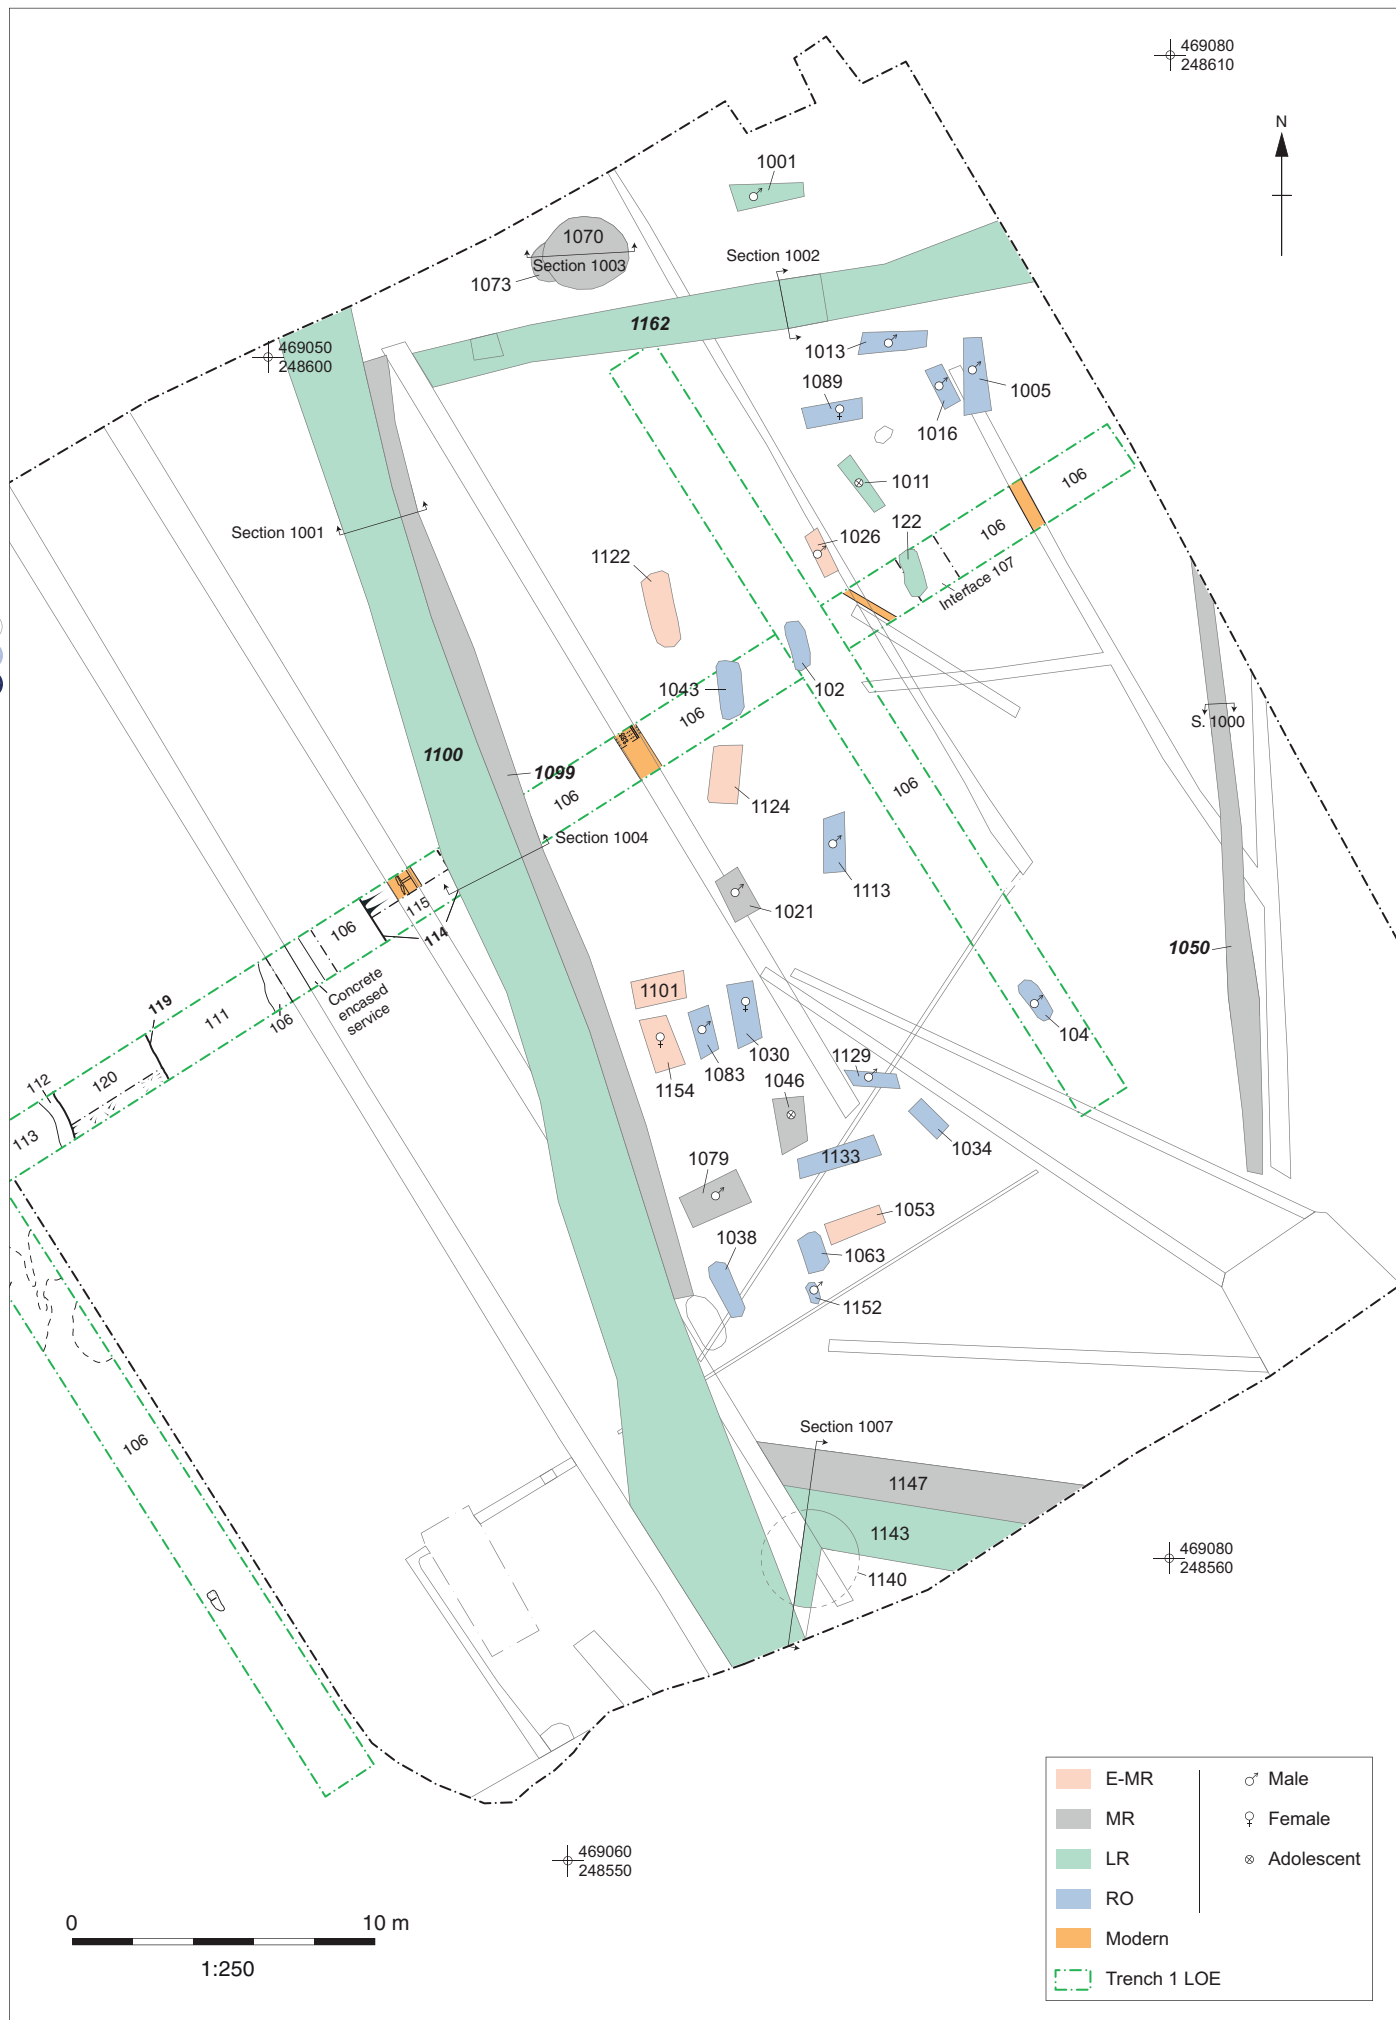 469080
248610
N
1001
1070
Section 1003
1073
Section 1002
1162
469050
248600
1013
1089
1005
1016
1011
106
122
106
Interface 107
1026
Section 1001
1122
1043
102
106
S. 1000
1100
1099
106
1124
106
Section 1004
1113
115
1021
114
106
1050
Concrete
encased
service
119
111
106
1101
104
1154
1083
1030
1129
1046
112
120
113
1034
1133
1079
1053
1038
1063
1152
106
Section 1007
1147
1143
1140
469080
248560
469060
248550
E-MR
MR
LR
RO
Modern
Trench 1 LOE
Male
Female
Adolescent
0 10 m
1:250